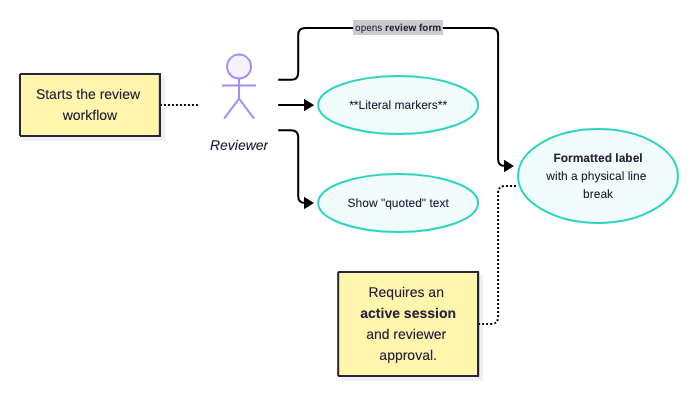 opens review form
Starts the review
workflow
**Literal markers**
Reviewer
Formatted label
with a physical line
break
Show "quoted" text
Requires an
active session
and reviewer
approval.